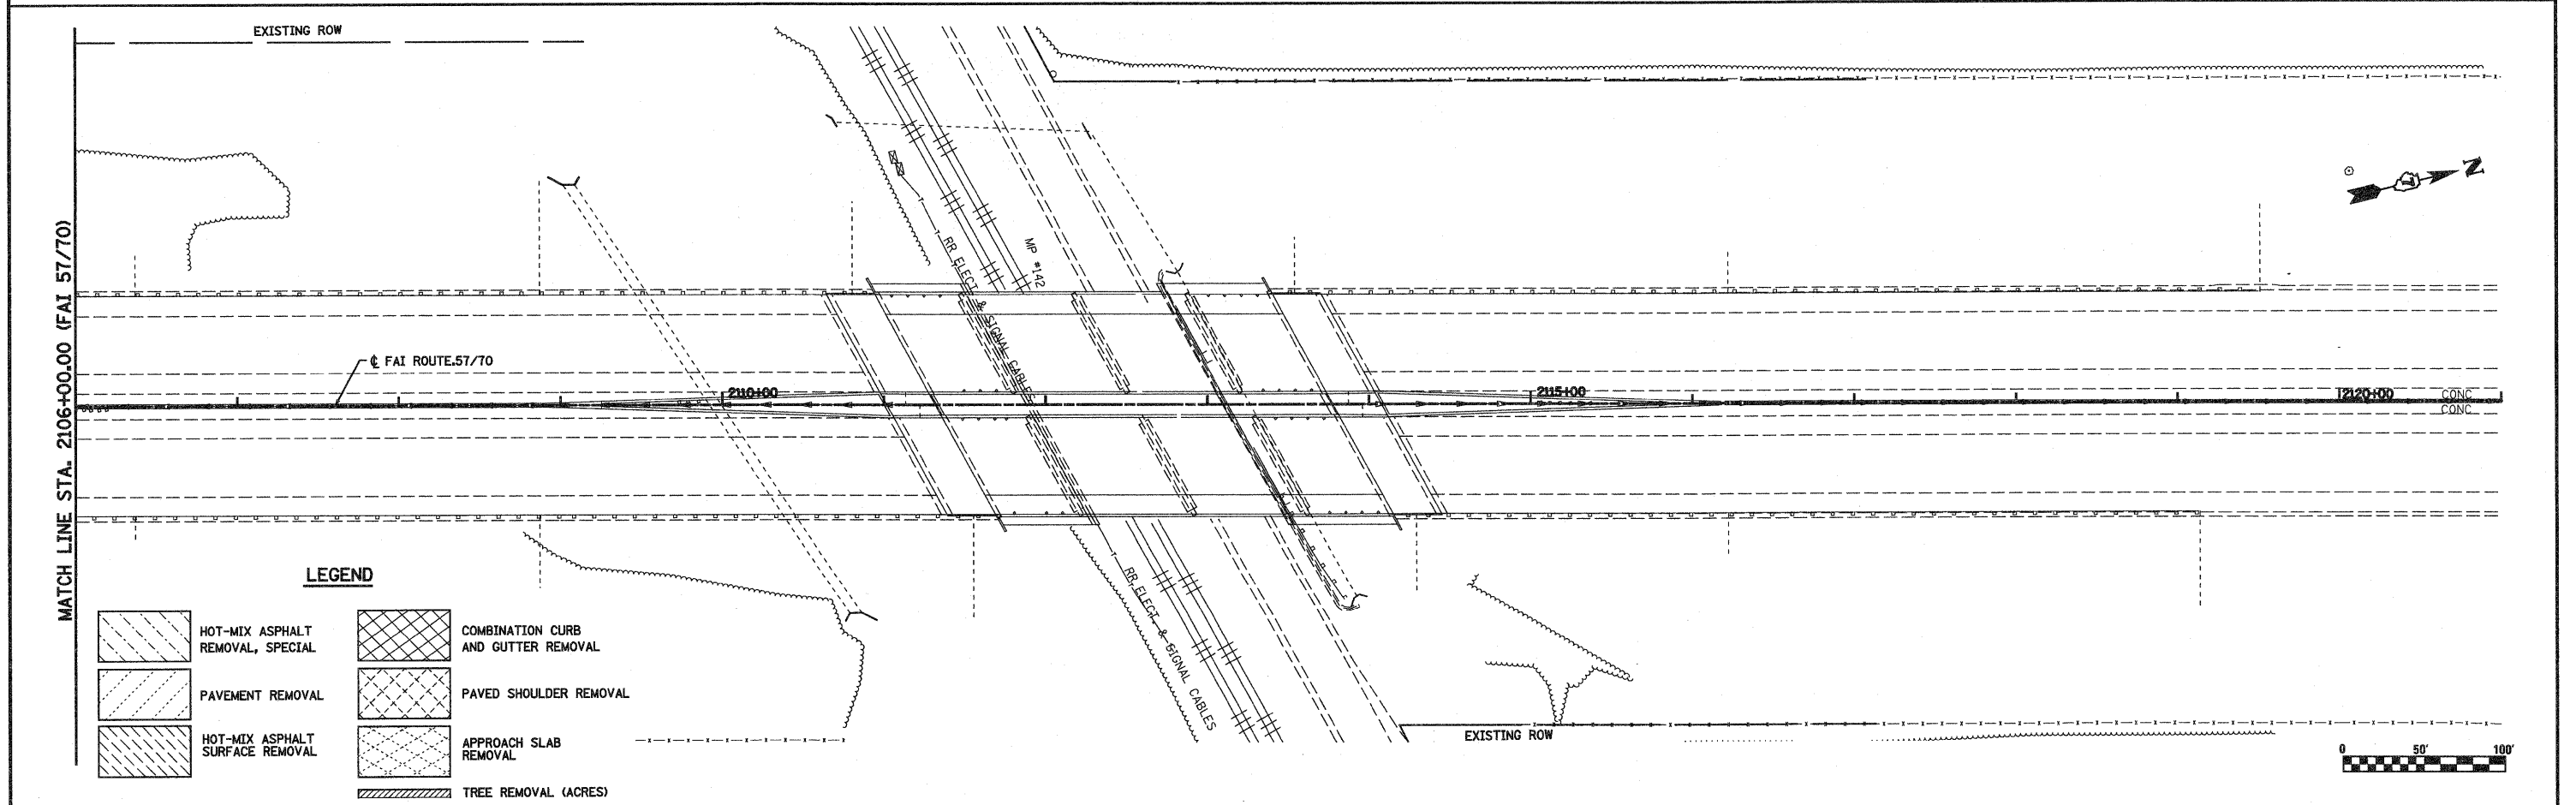 EXISTING ROW
N
MATCH LINE STA. 2106+00.00 (FAI 57/70)
MP #142
RR ELECT. & SIGNAL CABLES
℄ FAI ROUTE.57/70
2110+00
2115+00
2120+00
CONC
CONC
RR ELECT. & SIGNAL CABLES
LEGEND
HOT-MIX ASPHALT
REMOVAL, SPECIAL
COMBINATION CURB
AND GUTTER REMOVAL
PAVEMENT REMOVAL
PAVED SHOULDER REMOVAL
HOT-MIX ASPHALT
SURFACE REMOVAL
APPROACH SLAB
REMOVAL
TREE REMOVAL (ACRES)
EXISTING ROW
0 50' 100'